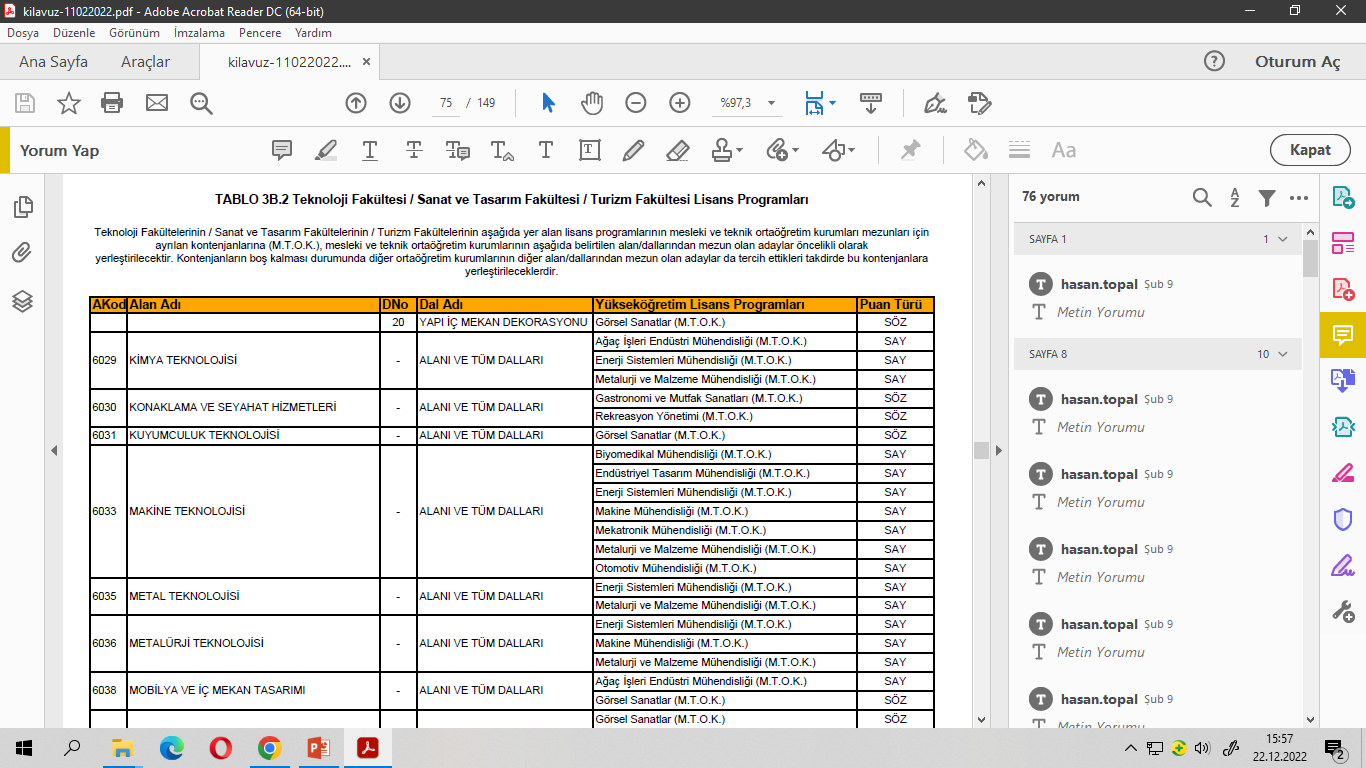 kilavuz-11022022.pdf - Adobe Acrobat Reader DC (64-bit)
Dosya Düzenle Görünüm İmzalama Pencere Yardım
Ana Sayfa Araçlar kilavuz-11022022.... × Oturum Aç
75 / 149 %97,3
Yorum Yap Aa Kapat
TABLO 3B.2 Teknoloji Fakültesi / Sanat ve Tasarım Fakültesi / Turizm Fakültesi Lisans Programları
Teknoloji Fakültelerinin / Sanat ve Tasarım Fakültelerinin / Turizm Fakültelerinin aşağıda yer alan lisans programlarının mesleki ve teknik ortaöğretim kurumları mezunları için
ayrılan kontenjanlarına (M.T.O.K.), mesleki ve teknik ortaöğretim kurumlarının aşağıda belirtilen alan/dallarından mezun olan adaylar öncelikli olarak
yerleştirilecektir. Kontenjanların boş kalması durumunda diğer ortaöğretim kurumlarının diğer alan/dallarından mezun olan adaylar da tercih ettikleri takdirde bu kontenjanlara
yerleştirileceklerdir.
AKod Alan Adı DNo Dal Adı Yükseköğretim Lisans Programları Puan Türü
20 YAPI İÇ MEKAN DEKORASYONU Görsel Sanatlar (M.T.O.K.) SÖZ
6029 KİMYA TEKNOLOJİSİ - ALANI VE TÜM DALLARI Ağaç İşleri Endüstri Mühendisliği (M.T.O.K.) SAY
Enerji Sistemleri Mühendisliği (M.T.O.K.) SAY
Metalurji ve Malzeme Mühendisliği (M.T.O.K.) SAY
6030 KONAKLAMA VE SEYAHAT HİZMETLERİ - ALANI VE TÜM DALLARI Gastronomi ve Mutfak Sanatları (M.T.O.K.) SÖZ
Rekreasyon Yönetimi (M.T.O.K.) SÖZ
6031 KUYUMCULUK TEKNOLOJİSİ - ALANI VE TÜM DALLARI Görsel Sanatlar (M.T.O.K.) SÖZ
6033 MAKİNE TEKNOLOJİSİ - ALANI VE TÜM DALLARI Biyomedikal Mühendisliği (M.T.O.K.) SAY
Endüstriyel Tasarım Mühendisliği (M.T.O.K.) SAY
Enerji Sistemleri Mühendisliği (M.T.O.K.) SAY
Makine Mühendisliği (M.T.O.K.) SAY
Mekatronik Mühendisliği (M.T.O.K.) SAY
Metalurji ve Malzeme Mühendisliği (M.T.O.K.) SAY
Otomotiv Mühendisliği (M.T.O.K.) SAY
6035 METAL TEKNOLOJİSİ - ALANI VE TÜM DALLARI Enerji Sistemleri Mühendisliği (M.T.O.K.) SAY
Metalurji ve Malzeme Mühendisliği (M.T.O.K.) SAY
6036 METALÜRJİ TEKNOLOJİSİ - ALANI VE TÜM DALLARI Enerji Sistemleri Mühendisliği (M.T.O.K.) SAY
Makine Mühendisliği (M.T.O.K.) SAY
Metalurji ve Malzeme Mühendisliği (M.T.O.K.) SAY
6038 MOBİLYA VE İÇ MEKAN TASARIMI - ALANI VE TÜM DALLARI Ağaç İşleri Endüstri Mühendisliği (M.T.O.K.) SAY
Görsel Sanatlar (M.T.O.K.) SÖZ
Görsel Sanatlar (M.T.O.K.) SÖZ
76 yorum
SAYFA 1 1
hasan.topal Şub 9
Metin Yorumu
SAYFA 8 10
hasan.topal Şub 9
Metin Yorumu
hasan.topal Şub 9
Metin Yorumu
hasan.topal Şub 9
Metin Yorumu
hasan.topal Şub 9
Metin Yorumu
hasan.topal Şub 9
Metin Yorumu
15:57
22.12.2022
2